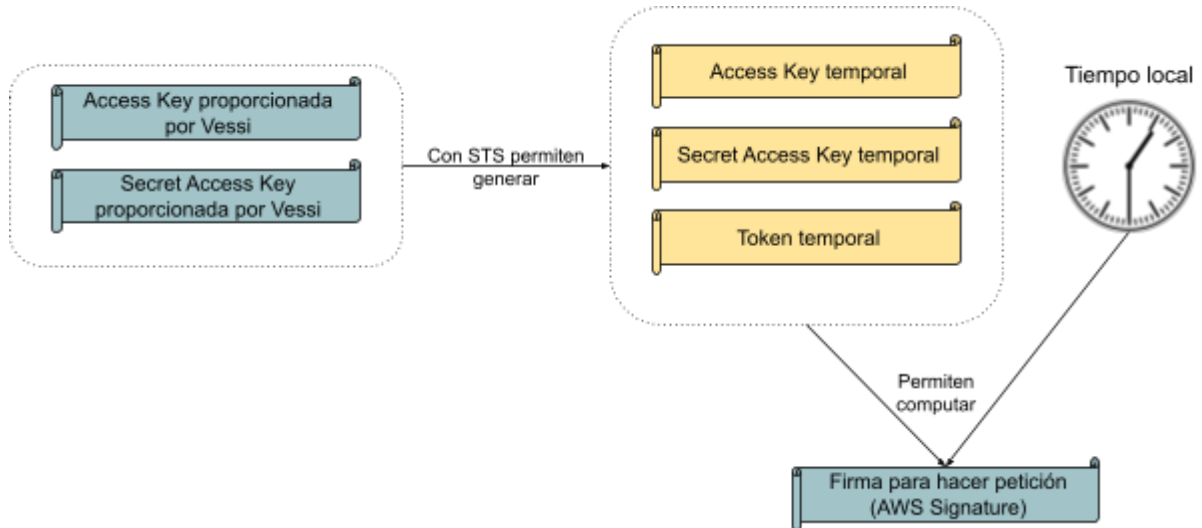 Access Key proporcionada
por Vessi
Secret Access Key
proporcionada por Vessi
Con STS permiten
generar
Access Key temporal
Secret Access Key temporal
Token temporal
Tiempo local
Permiten
computar
Firma para hacer petición
(AWS Signature)